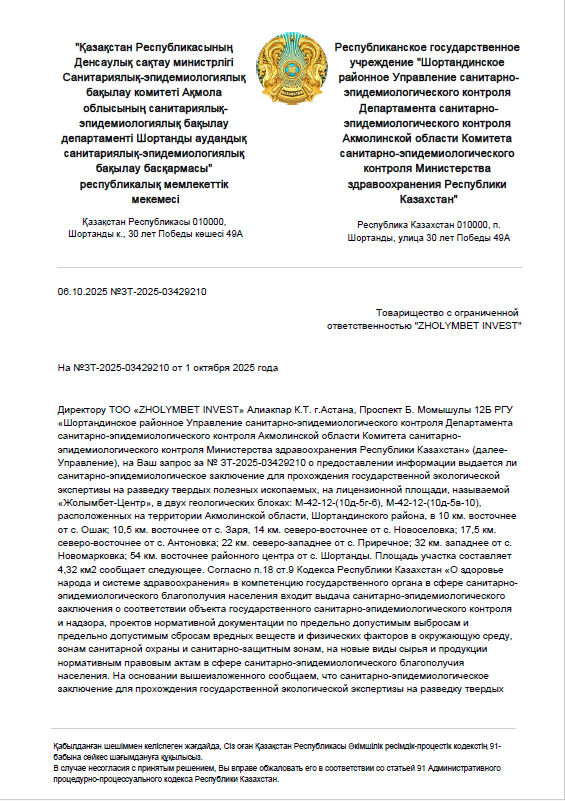 "Қазақстан Республикасының
Денсаулық сақтау министрлігі
Санитариялық-эпидемиологиялық
бақылау комитеті Ақмола
облысының санитариялық-
эпидемиологиялық бақылау
департаменті Шортанды аудандық
санитариялық-эпидемиологиялық
бақылау басқармасы"
республикалық мемлекеттік
мекемесі
Қазақстан Республикасы 010000,
Шортанды к., 30 лет Победы көшесі 49А
Республиканское государственное
учреждение "Шортандинское
районное Управление санитарно-
эпидемиологического контроля
Департамента санитарно-
эпидемиологического контроля
Акмолинской области Комитета
санитарно-эпидемиологического
контроля Министерства
здравоохранения Республики
Казахстан"
Республика Казахстан 010000, п.
Шортанды, улица 30 лет Победы 49А
06.10.2025 №ЗТ-2025-03429210
Товарищество с ограниченной
ответственностью "ZHOLYMBET INVEST"
На №ЗТ-2025-03429210 от 1 октября 2025 года
Директору ТОО «ZHOLYMBET INVEST» Алиакпар К.Т. г.Астана, Проспект Б. Момышулы 12Б РГУ
«Шортандинское районное Управление санитарно-эпидемиологического контроля Департамента
санитарно-эпидемиологического контроля Акмолинской области Комитета санитарно-
эпидемиологического контроля Министерства здравоохранения Республики Казахстан» (далее-
Управление), на Ваш запрос за № ЗТ-2025-03429210 о предоставлении информации выдается ли
санитарно-эпидемиологическое заключение для прохождения государственной экологической
экспертизы на разведку твердых полезных ископаемых, на лицензионной площади, называемой
«Жолымбет-Центр», в двух геологических блоках: М-42-12-(10д-5г-6), М-42-12-(10д-5в-10),
расположенных на территории Акмолинской области, Шортандинского района, в 10 км. восточнее
от с. Ошак; 10,5 км. восточнее от с. Заря, 14 км. северо-восточнее от с. Новоселовка; 17,5 км.
северо-восточнее от с. Антоновка; 22 км. северо-западнее от с. Приречное; 32 км. западнее от с.
Новомарковка; 54 км. восточнее районного центра от с. Шортанды. Площадь участка составляет
4,32 км2 сообщает следующее. Согласно п.18 ст.9 Кодекса Республики Казахстан «О здоровье
народа и системе здравоохранения» в компетенцию государственного органа в сфере санитарно-
эпидемиологического благополучия населения входит выдача санитарно-эпидемиологического
заключения о соответствии объекта государственного санитарно-эпидемиологического контроля
и надзора, проектов нормативной документации по предельно допустимым выбросам и
предельно допустимым сбросам вредных веществ и физических факторов в окружающую среду,
зонам санитарной охраны и санитарно-защитным зонам, на новые виды сырья и продукции
нормативным правовым актам в сфере санитарно-эпидемиологического благополучия
населения. На основании вышеизложенного сообщаем, что санитарно-эпидемиологическое
заключение для прохождения государственной экологической экспертизы на разведку твердых
Қабылданған шешіммен келіспеген жағдайда, Сіз оған Қазақстан Республикасы Әкімшілік рәсімдік-процестік кодекстің 91-
бабына сәйкес шағымдануға құқылысыз.
В случае несогласия с принятым решением, Вы вправе обжаловать его в соответствии со статьей 91 Административного
процедурно-процессуального кодекса Республики Казахстан.